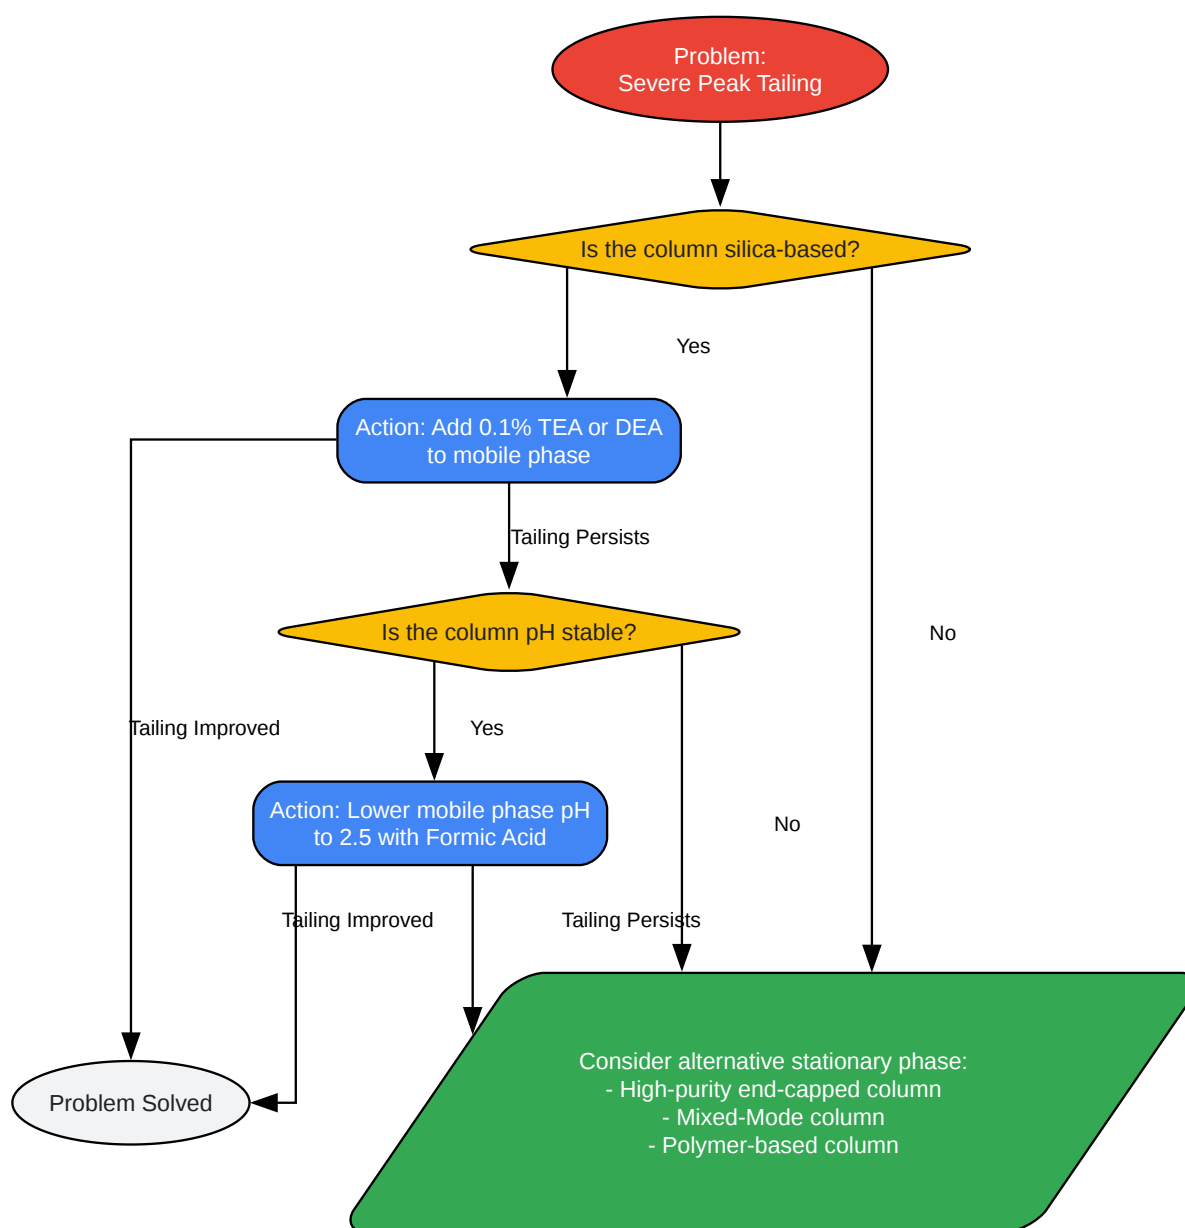 Problem:
Severe Peak Tailing
Is the column silica-based?
Yes
Action: Add 0.1% TEA or DEA
to mobile phase
Tailing Persists
Is the column pH stable?
No
Tailing Improved
Yes
Action: Lower mobile phase pH
to 2.5 with Formic Acid
No
Tailing Improved
Tailing Persists
Consider alternative stationary phase:
- High-purity end-capped column
- Mixed-Mode column
- Polymer-based column
Problem Solved